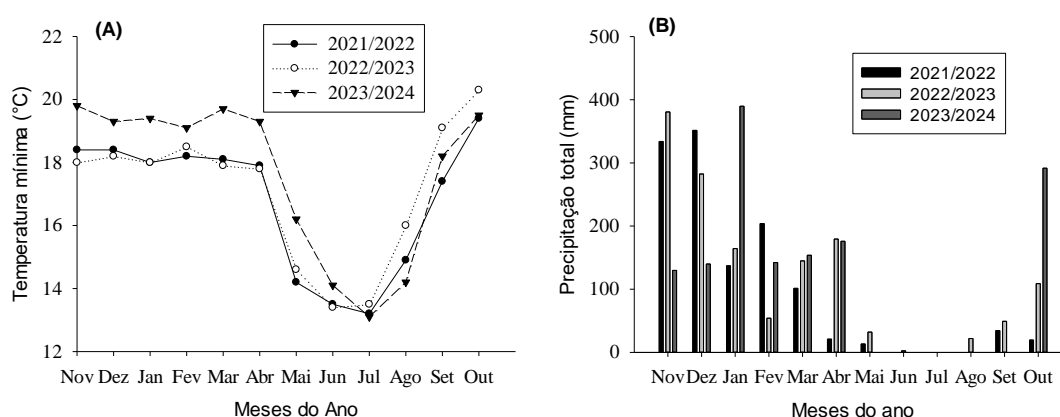 (A)
2021/2022
2022/2023
2023/2024
Temperatura mínima (°C)
22
20
18
16
14
12
Nov Dez Jan Fev Mar Abr Mai Jun Jul Ago Set Out
Meses do Ano
(B)
2021/2022
2022/2023
2023/2024
Precipitação total (mm)
500
400
300
200
100
0
Nov Dez Jan Fev Mar Abr Mai Jun Jul Ago Set Out
Meses do ano